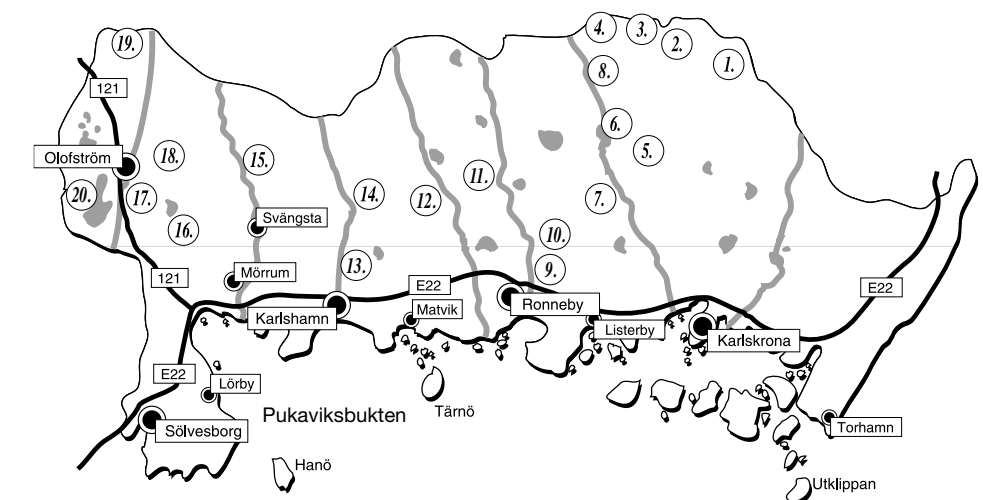 19.
4.
3.
2.
1.
8.
121
6.
5.
Olofström
18.
15.
11.
14.
20.
17.
12.
7.
Svängsta
16.
10.
13.
9.
Mörrum
121
E22
E22
Karlshamn
Matvik
Ronneby
Listerby
Karlskrona
E22
Lörby
Pukaviksbukten
Tärnö
Sölvesborg
Torhamn
Hanö
Utklippan